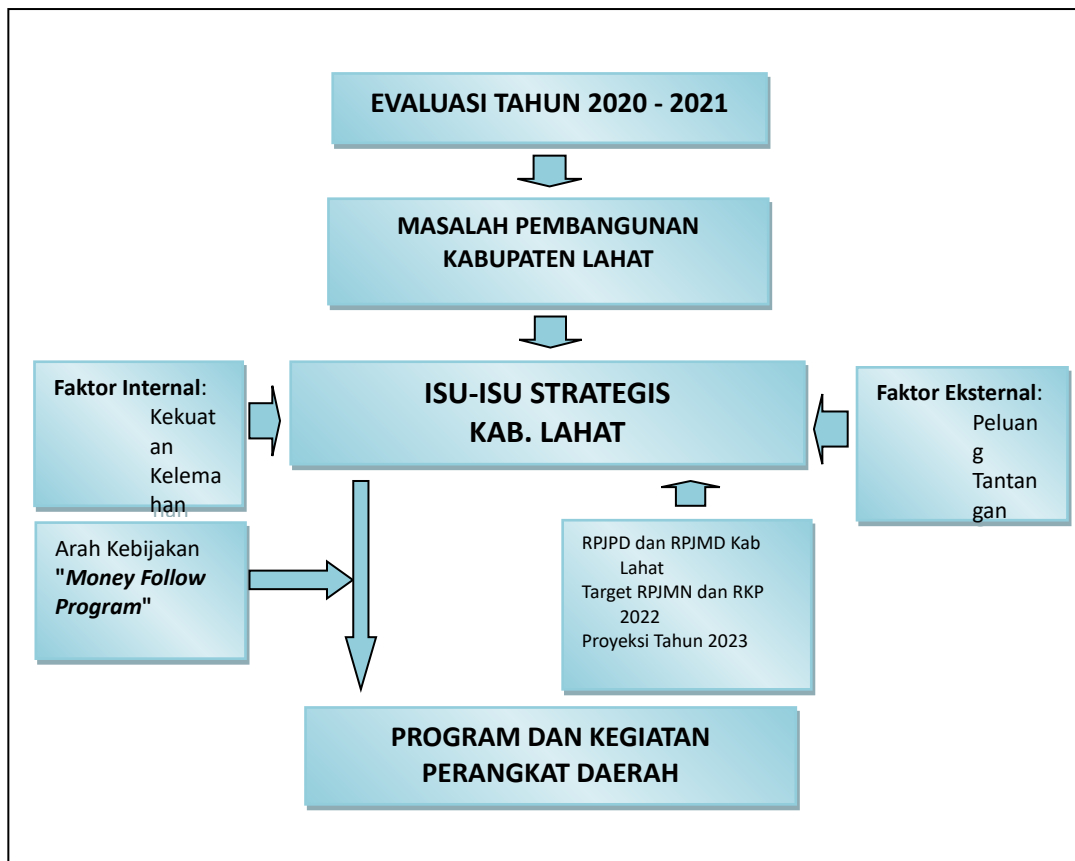 EVALUASI TAHUN 2020 - 2021
MASALAH PEMBANGUNAN
KABUPATEN LAHAT
Faktor Internal:
Kekuat
an
Kelema
han
ISU-ISU STRATEGIS
KAB. LAHAT
Faktor Eksternal:
Peluan
g
Tantan
gan
Arah Kebijakan
"Money Follow
Program"
RPJPD dan RPJMD Kab
Lahat
Target RPJMN dan RKP
2022
Proyeksi Tahun 2023
PROGRAM DAN KEGIATAN
PERANGKAT DAERAH